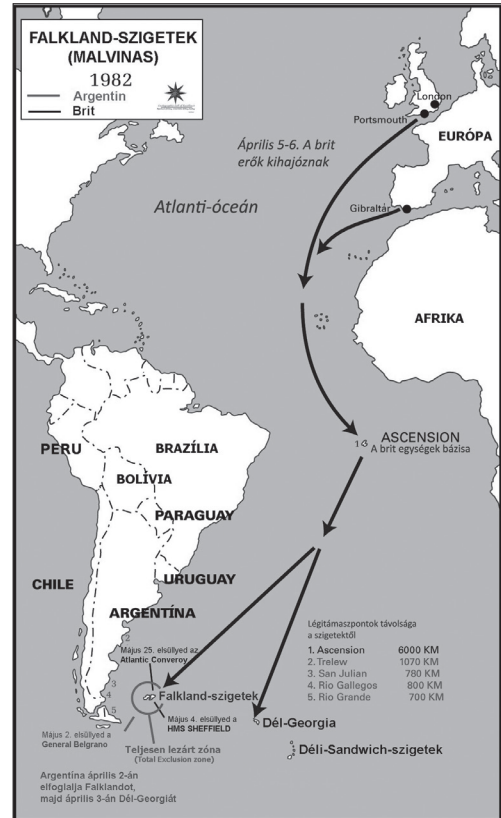 FALKLAND-SZIGETEK
(MALVINAS)
1982
Argentin
Brit
London
Portsmouth
EURÓPA
Április 5-6. A brit
erők kihajóznak
Atlanti-óceán
Gibraltár
AFRIKA
1
ASCENSION
A brit egységek bázisa
PERU
BRAZÍLIA
BOLÍVIA
PARAGUAY
CHILE
URUGUAY
ARGENTÍNA
2
Május 25. elsüllyed az
Atlantic Converoy
3
4
5
Falkland-szigetek
Május 4. elsüllyed a
HMS SHEFFIELD
Május 2. elsüllyed a
General Belgrano
Teljesen lezárt zóna
(Total Exclusion zone)
Argentína április 2-án
elfoglalja Falklandot,
majd április 3-án Dél-Georgiát
Légitámaszpontok távolsága
a szigetektől
1. Ascension 6000 KM
2. Trelew 1070 KM
3. San Julian 780 KM
4. Rio Gallegos 800 KM
5. Rio Grande 700 KM
Dél-Georgia
Déli-Sandwich-szigetek